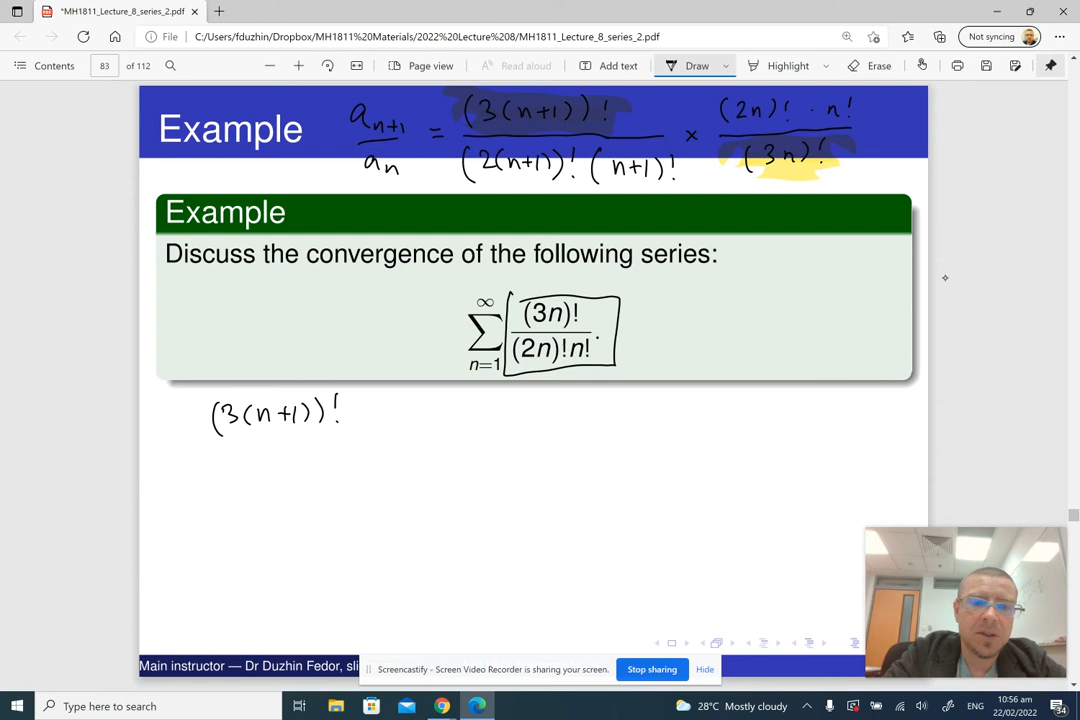 *MH1811_Lecture_8_series_2.pdf
File C:/Users/fduzhin/Dropbox/MH1811%20Materials/2022%20Lecture%208/MH1811_Lecture_8_series_2.pdf Not syncing
Contents 83 of 112 Page view Read aloud Add text Draw Highlight Erase
Example a_{n+1}/a_n = (3(n+1))!/(2(n+1))!(n+1)! × (2n)! · n!/(3n)!
Example
Discuss the convergence of the following series:
∞
∑ (3n)!/(2n)!n!.
n=1
(3(n+1))!
Main instructor — Dr Duzhin Fedor, sli
Screencastify - Screen Video Recorder is sharing your screen. Stop sharing Hide
Type here to search 28°C Mostly cloudy ENG 10:56 am
22/02/2022 34